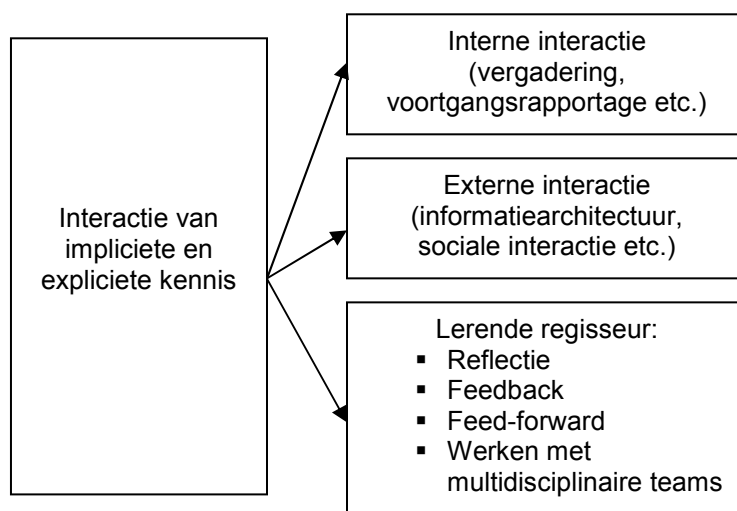 Interactie van
impliciete en
expliciete kennis
Interne interactie
(vergadering,
voortgangsrapportage etc.)
Externe interactie
(informatiearchitectuur,
sociale interactie etc.)
Lerende regisseur:
▪ Reflectie
▪ Feedback
▪ Feed-forward
▪ Werken met
multidisciplinaire teams